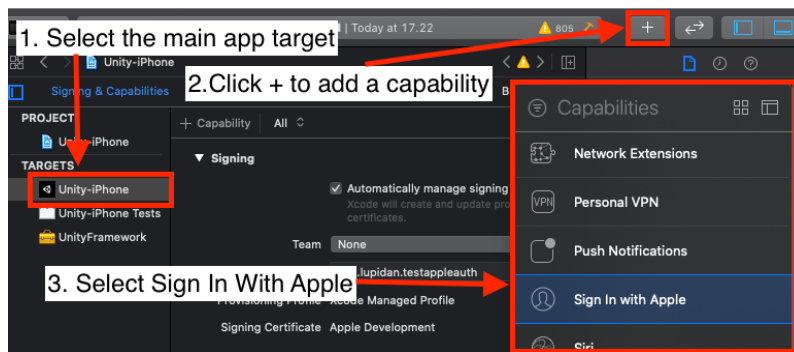 1. Select the main app target
| Today at 17.22
805
Unity-iPhone
2.Click + to add a capability
Signing & Capabilities
B
PROJECT
+ Capability
All
Unity-iPhone
Signing
TARGETS
Unity-iPhone
Automatically manage signing
Xcode will create and update pro
certificates.
Unity-iPhone Tests
UnityFramework
Team
None
3. Select Sign In With Apple
.lupidan.testappleauth
Provisioning Profile
Xcode Managed Profile
Signing Certificate
Apple Development
Capabilities
Network Extensions
VPN
Personal VPN
Push Notifications
Sign In with Apple
Siri